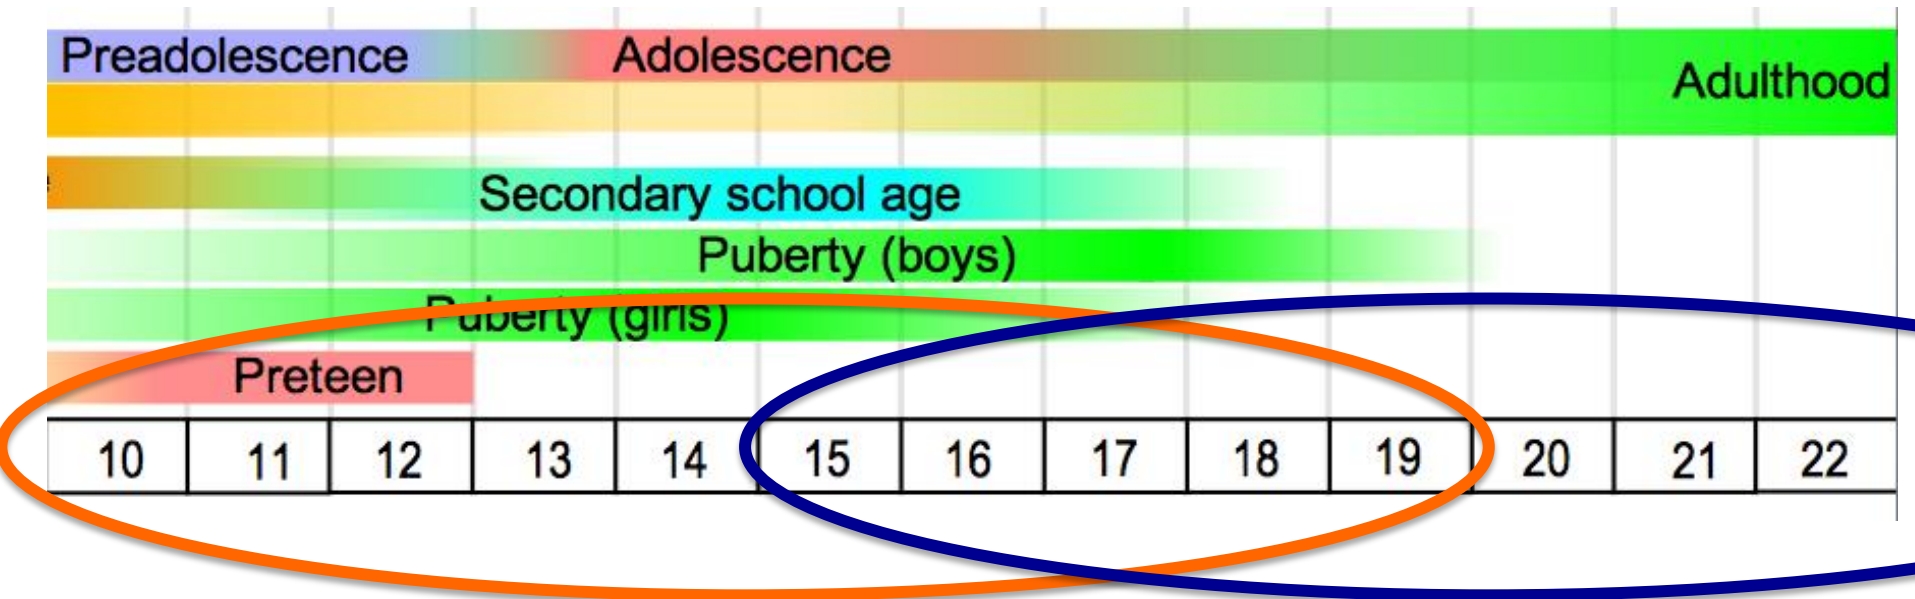 Preadolescence Adolescence
Adulthood
Secondary school age
Puberty (boys)
Puberty (girls)
Preteen
10 11 12 13 14 15 16 17 18 19 20 21 22